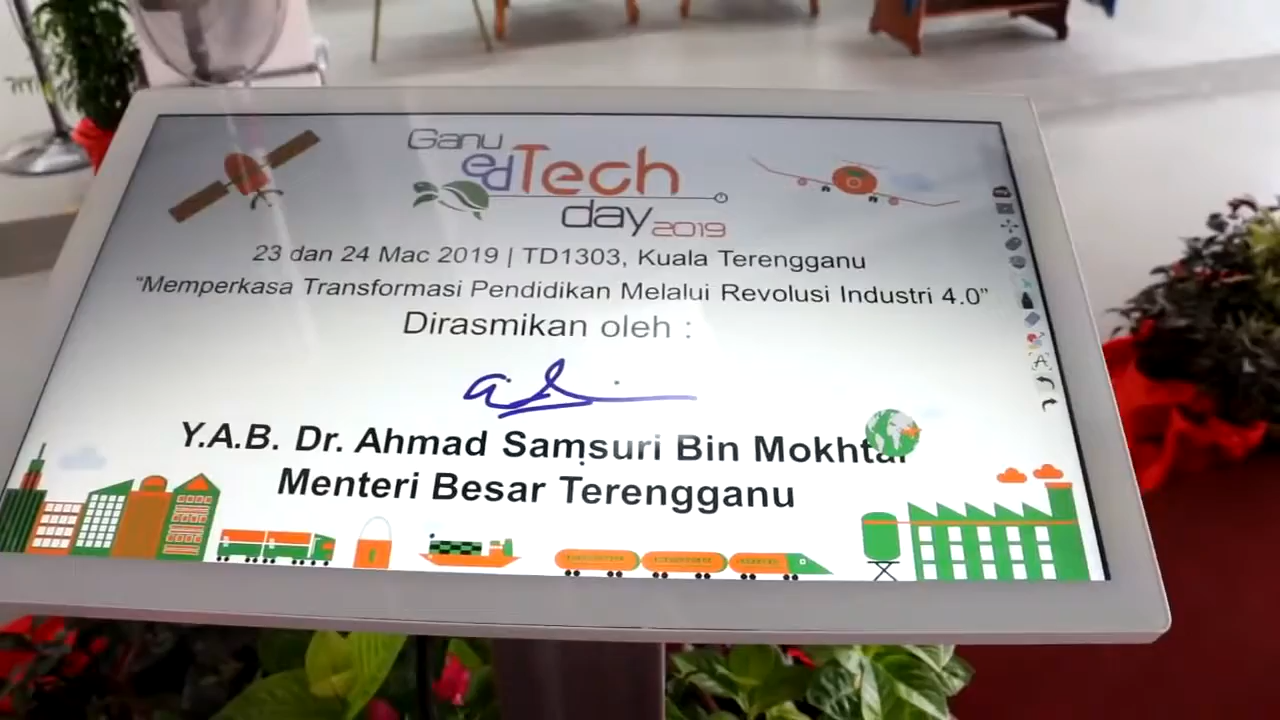 Ganu
edTech
day 2019
23 dan 24 Mac 2019 | TD1303, Kuala Terengganu
“Memperkasa Transformasi Pendidikan Melalui Revolusi Industri 4.0”
Dirasmikan oleh :
Y.A.B. Dr. Ahmad Samsuri Bin Mokhtar
Menteri Besar Terengganu